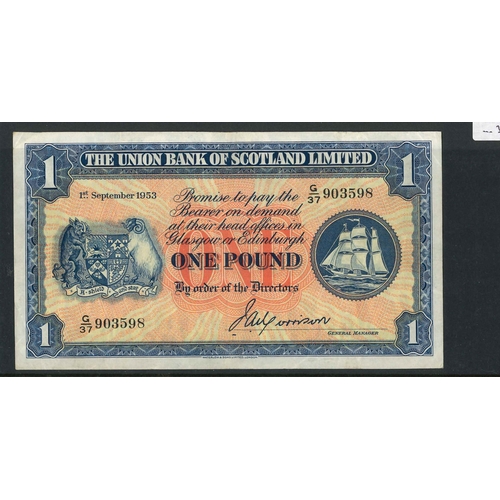 1 THE UNION BANK OF SCOTLAND LIMITED 1
1st September 1953
Promise to pay the
Bearer on demand
at their head offices in
Glasgow or Edinburgh
ONE
ONE POUND
By order of the Directors
G/37 903598
G/37 903598
GENERAL MANAGER
1 1